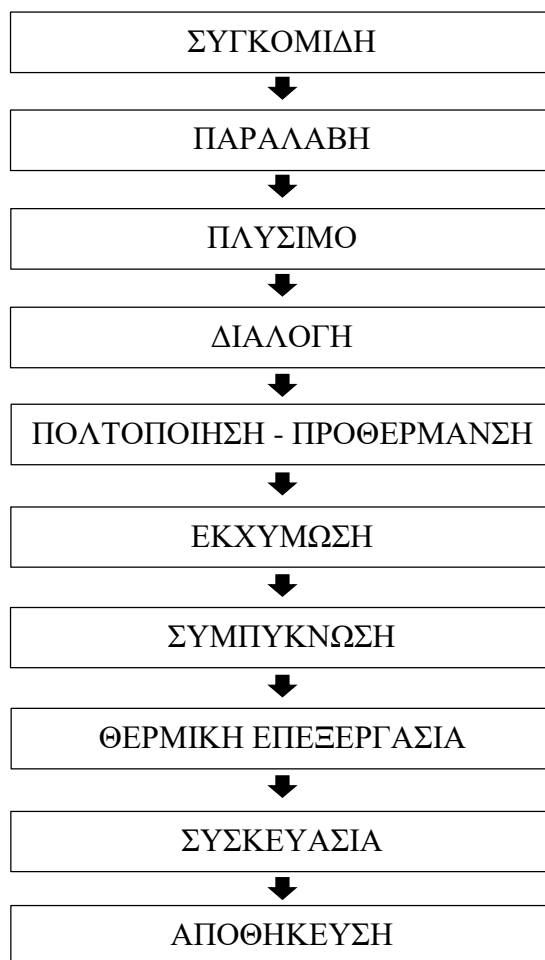 ΣΥΓΚΟΜΙΔΗ
ΠΑΡΑΛΑΒΗ
ΠΛΥΣΙΜΟ
ΔΙΑΛΟΓΗ
ΠΟΛΤΟΠΟΙΗΣΗ - ΠΡΟΘΕΡΜΑΝΣΗ
ΕΚΧΥΜΩΣΗ
ΣΥΜΠΥΚΝΩΣΗ
ΘΕΡΜΙΚΗ ΕΠΕΞΕΡΓΑΣΙΑ
ΣΥΣΚΕΥΑΣΙΑ
ΑΠΟΘΗΚΕΥΣΗ